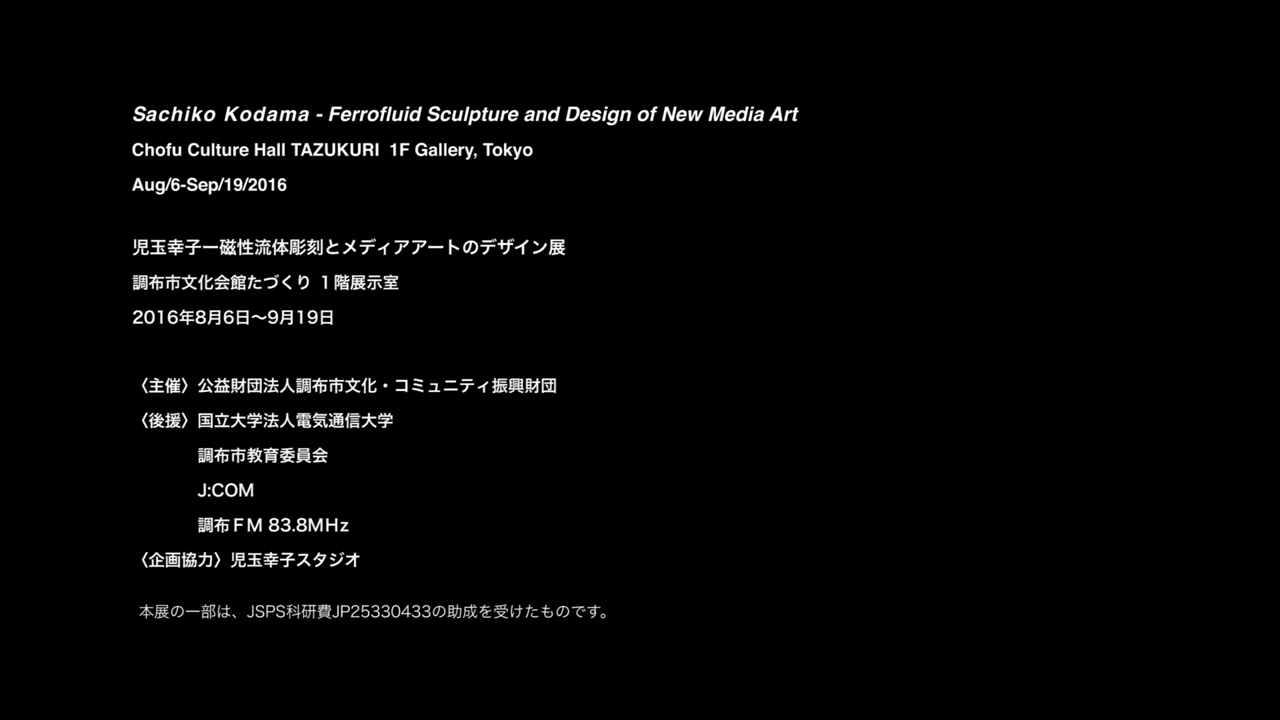 Sachiko Kodama - Ferrofluid Sculpture and Design of New Media Art
Chofu Culture Hall TAZUKURI 1F Gallery, Tokyo
Aug/6-Sep/19/2016
児玉幸子ー磁性流体彫刻とメディアアートのデザイン展
調布市文化会館たづくり １階展示室
2016年8月6日〜9月19日
〈主催〉公益財団法人調布市文化・コミュニティ振興財団
〈後援〉国立大学法人電気通信大学
調布市教育委員会
J:COM
調布ＦＭ 83.8MHz
〈企画協力〉児玉幸子スタジオ
本展の一部は、JSPS科研費JP25330433の助成を受けたものです。